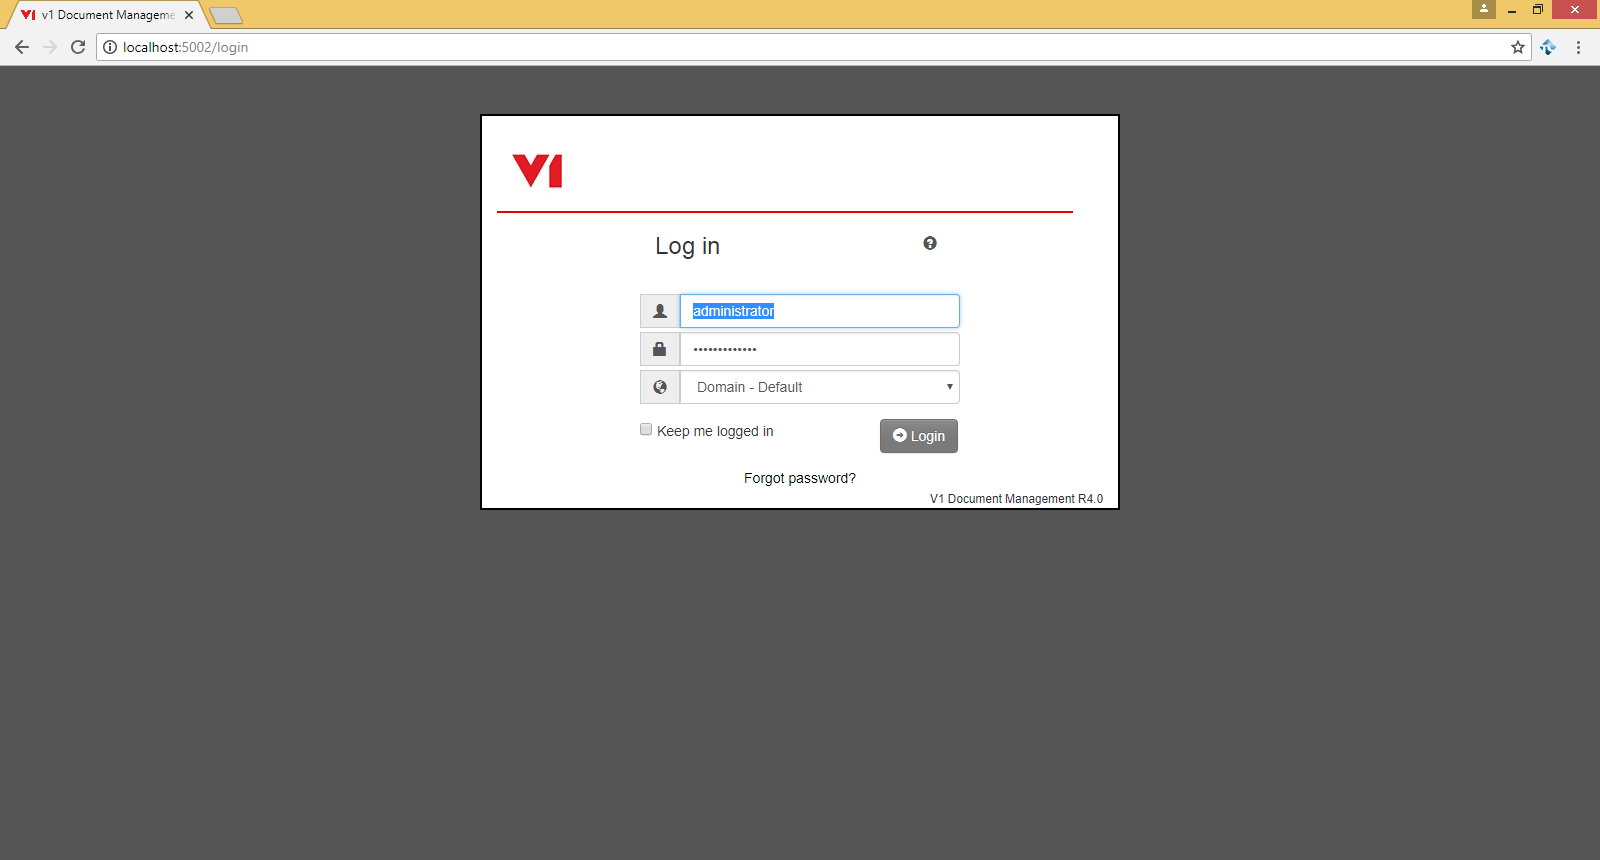 v1 Document Manageme
localhost:5002/login
V1
Log in
administrator
•••••••••••••
Domain - Default
Keep me logged in
Login
Forgot password?
V1 Document Management R4.0